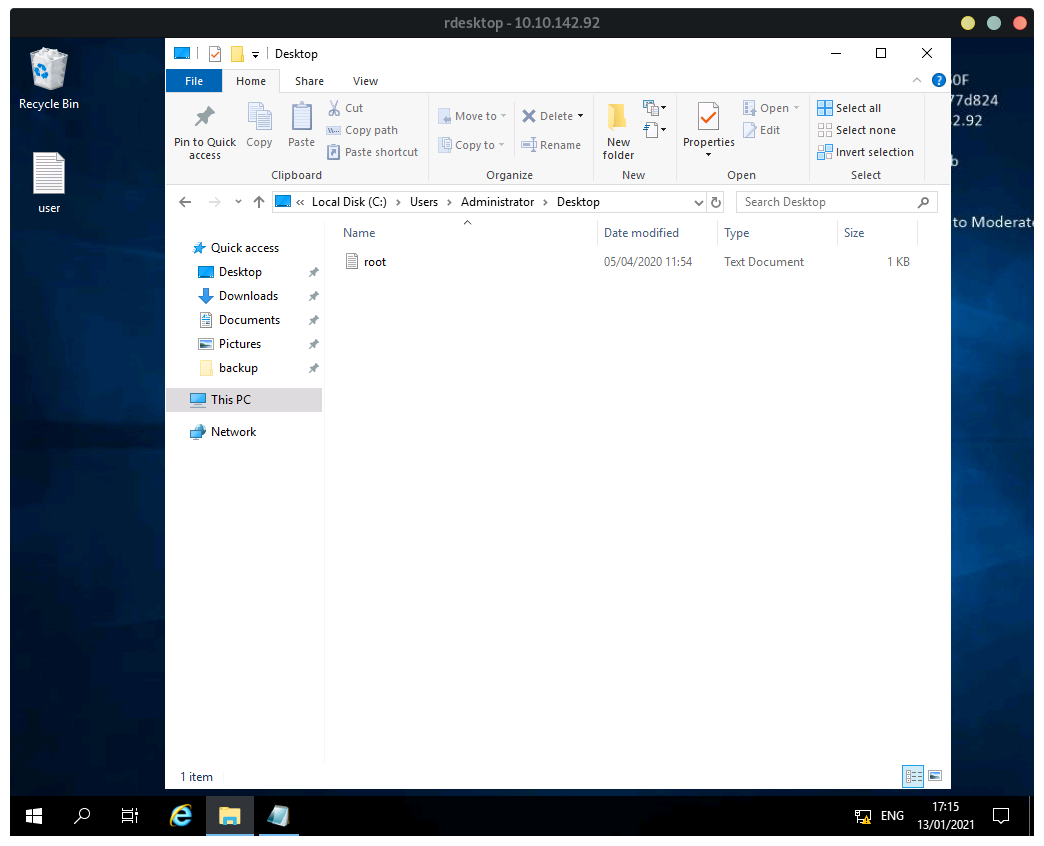 rdesktop - 10.10.142.92
Recycle Bin
user
Desktop
File Home Share View
Pin to Quick access
Copy
Paste
Cut
Copy path
Paste shortcut
Clipboard
Move to
Copy to
Delete
Rename
Organize
New folder
New
Properties
Open
Edit
Open
Select all
Select none
Invert selection
Select
« Local Disk (C:) › Users › Administrator › Desktop
Search Desktop
Quick access
Desktop
Downloads
Documents
Pictures
backup
This PC
Network
Name Date modified Type Size
root 05/04/2020 11:54 Text Document 1 KB
1 item
0F
77d824
2.92
b
to Moderat
ENG
17:15
13/01/2021